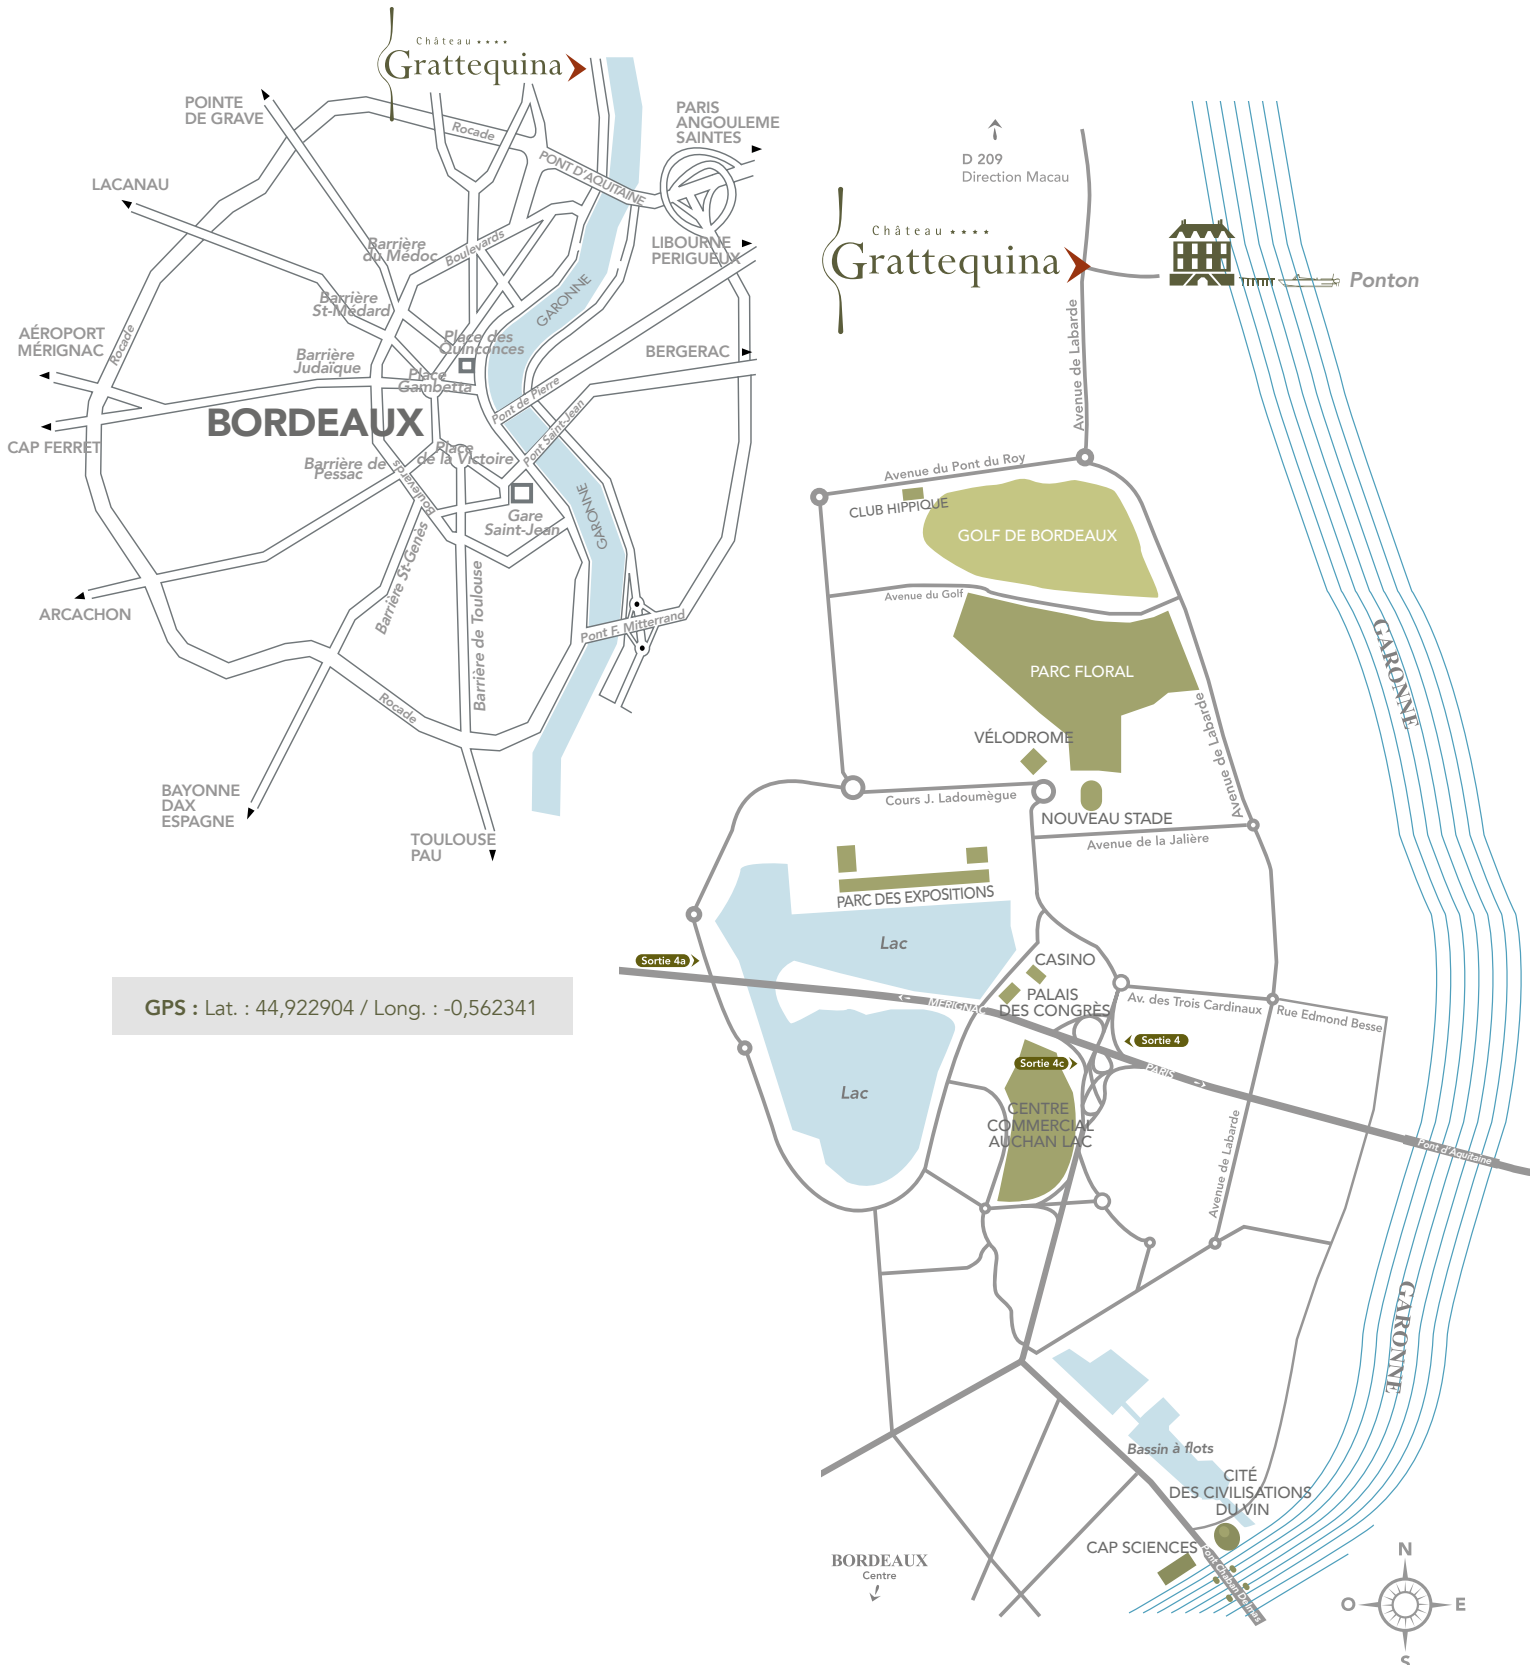 Château ****
Grattequina
POINTE
DE GRAVE
PARIS
ANGOULEME
SAINTES
Rocade
PONT D'AQUITAINE
LACANAU
Barrière
du Médoc
Boulevards
LIBOURNE
PERIGUEUX
Barrière
St-Médard
GARONNE
AÉROPORT
MÉRIGNAC
Rocade
Place des
Quinconces
BERGERAC
Barrière
Judaïque
Place
Gambetta
Pont de Pierre
BORDEAUX
Pont Saint-Jean
CAP FERRET
Place
de la Victoire
Barrière de
Pessac
Boulevards
GARONNE
Gare
Saint-Jean
Barrière St-Genès
Barrière de Toulouse
ARCACHON
Pont F. Mitterrand
Rocade
BAYONNE
DAX
ESPAGNE
TOULOUSE
PAU
GPS : Lat. : 44,922904 / Long. : -0,562341
D 209
Direction Macau
Château ****
Grattequina
Ponton
Avenue de Labarde
Avenue du Pont du Roy
CLUB HIPPIQUE
GOLF DE BORDEAUX
Avenue du Golf
GARONNE
PARC FLORAL
Avenue de Labarde
VÉLODROME
Cours J. Ladoumègue
NOUVEAU STADE
Avenue de la Jalière
PARC DES EXPOSITIONS
Lac
Sortie 4a
CASINO
PALAIS
DES CONGRÈS
MERIGNAC
Av. des Trois Cardinaux
Rue Edmond Besse
Sortie 4
Sortie 4c
PARIS
Lac
CENTRE
COMMERCIAL
AUCHAN LAC
Avenue de Labarde
Pont d'Aquitaine
GARONNE
Bassin à flots
CITÉ
DES CIVILISATIONS
DU VIN
CAP SCIENCES
Pont Chaban Delmas
BORDEAUX
Centre
N
O
E
S